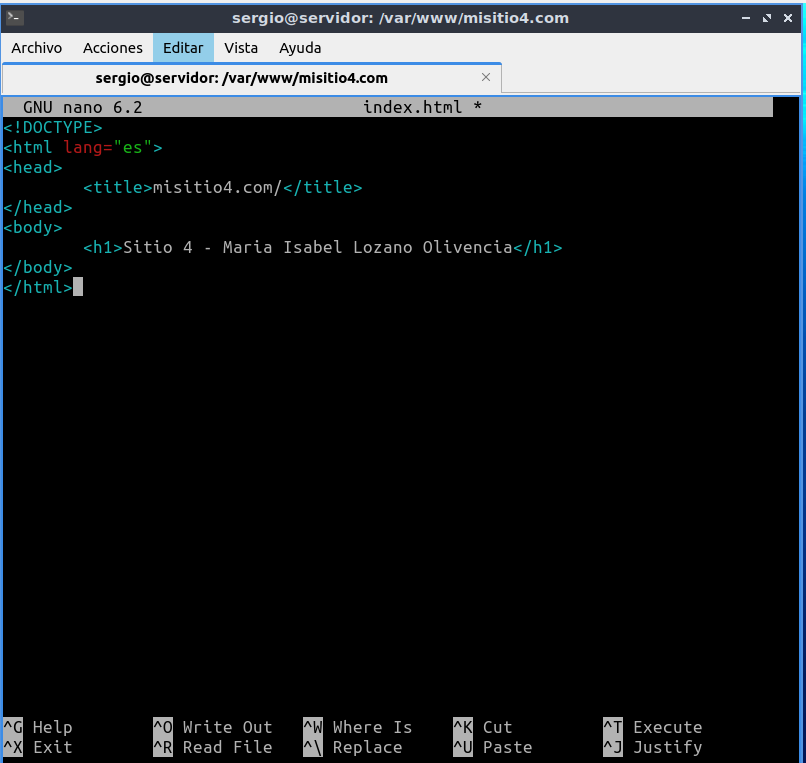 sergio@servidor: /var/www/misitio4.com
Archivo Acciones Editar Vista Ayuda
sergio@servidor: /var/www/misitio4.com
GNU nano 6.2 index.html *
<!DOCTYPE>
<html lang="es">
<head>
<title>misitio4.com/</title>
</head>
<body>
<h1>Sitio 4 - Maria Isabel Lozano Olivencia</h1>
</body>
</html>
^G Help ^O Write Out ^W Where Is ^K Cut ^T Execute
^X Exit ^R Read File ^\ Replace ^U Paste ^J Justify